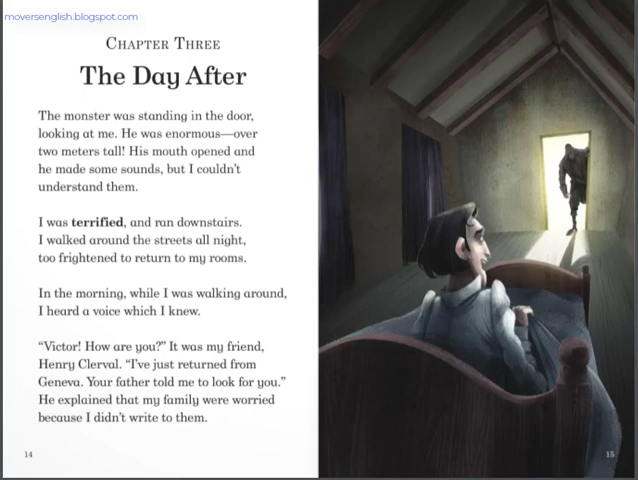 moversenglish.blogspot.com
CHAPTER THREE
The Day After
The monster was standing in the door,
looking at me. He was enormous—over
two meters tall! His mouth opened and
he made some sounds, but I couldn't
understand them.
I was terrified, and ran downstairs.
I walked around the streets all night,
too frightened to return to my rooms.
In the morning, while I was walking around,
I heard a voice which I knew.
“Victor! How are you?” It was my friend,
Henry Clerval. “I've just returned from
Geneva. Your father told me to look for you.”
He explained that my family were worried
because I didn't write to them.
14
15